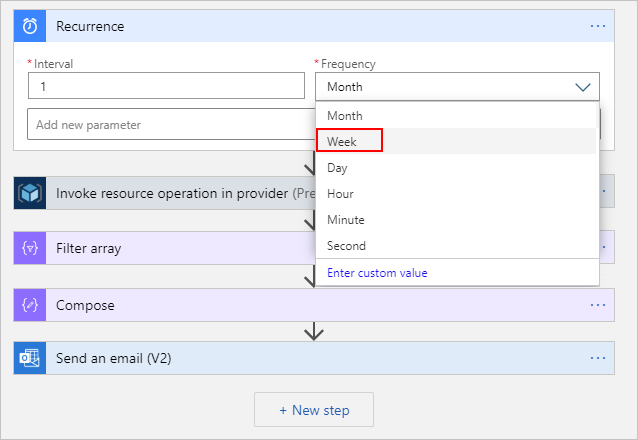 Recurrence
* Interval
* Frequency
1
Month
Add new parameter
Month
Week
Day
Hour
Minute
Second
Enter custom value
Invoke resource operation in provider (Pre
Filter array
Compose
Send an email (V2)
+ New step